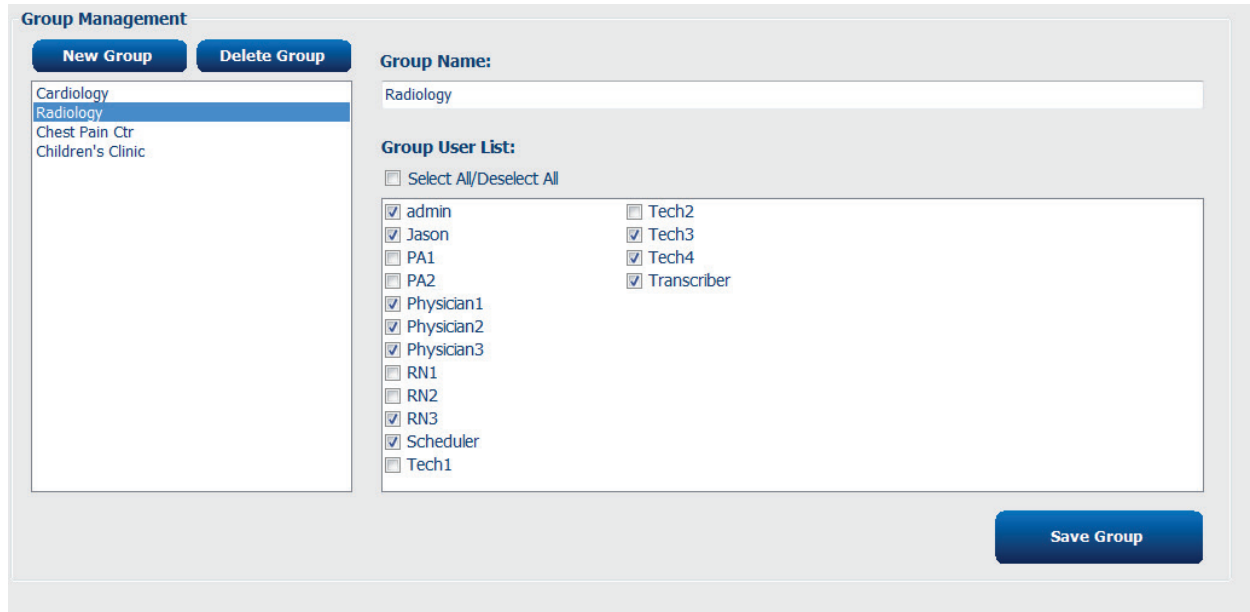 Group Management
New Group
Delete Group
Cardiology
Radiology
Chest Pain Ctr
Children's Clinic
Group Name:
Radiology
Group User List:
Select All/Deselect All
admin
Jason
PA1
PA2
Physician1
Physician2
Physician3
RN1
RN2
RN3
Scheduler
Tech1
Tech2
Tech3
Tech4
Transcriber
Save Group